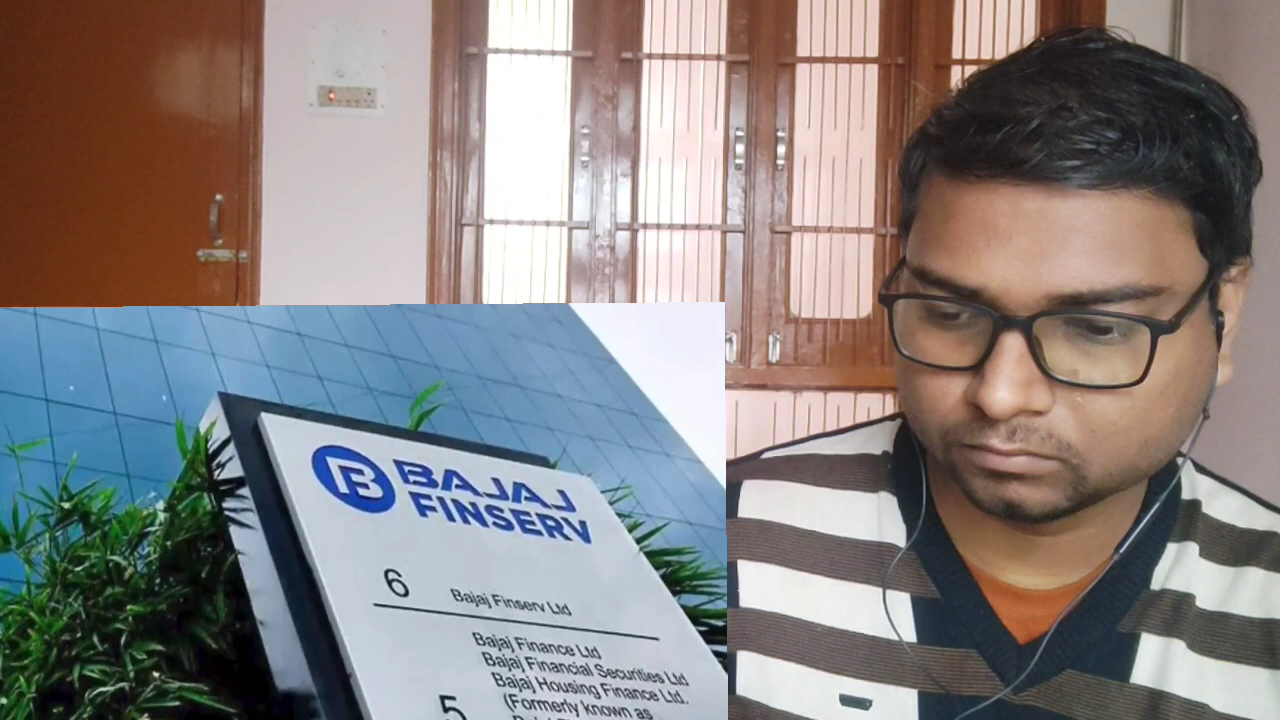 BAJAJ
FINSERV
6 Bajaj Finserv Ltd
Bajaj Finance Ltd
Bajaj Financial Securities Ltd
5 Bajaj Housing Finance Ltd.
(Formerly known as